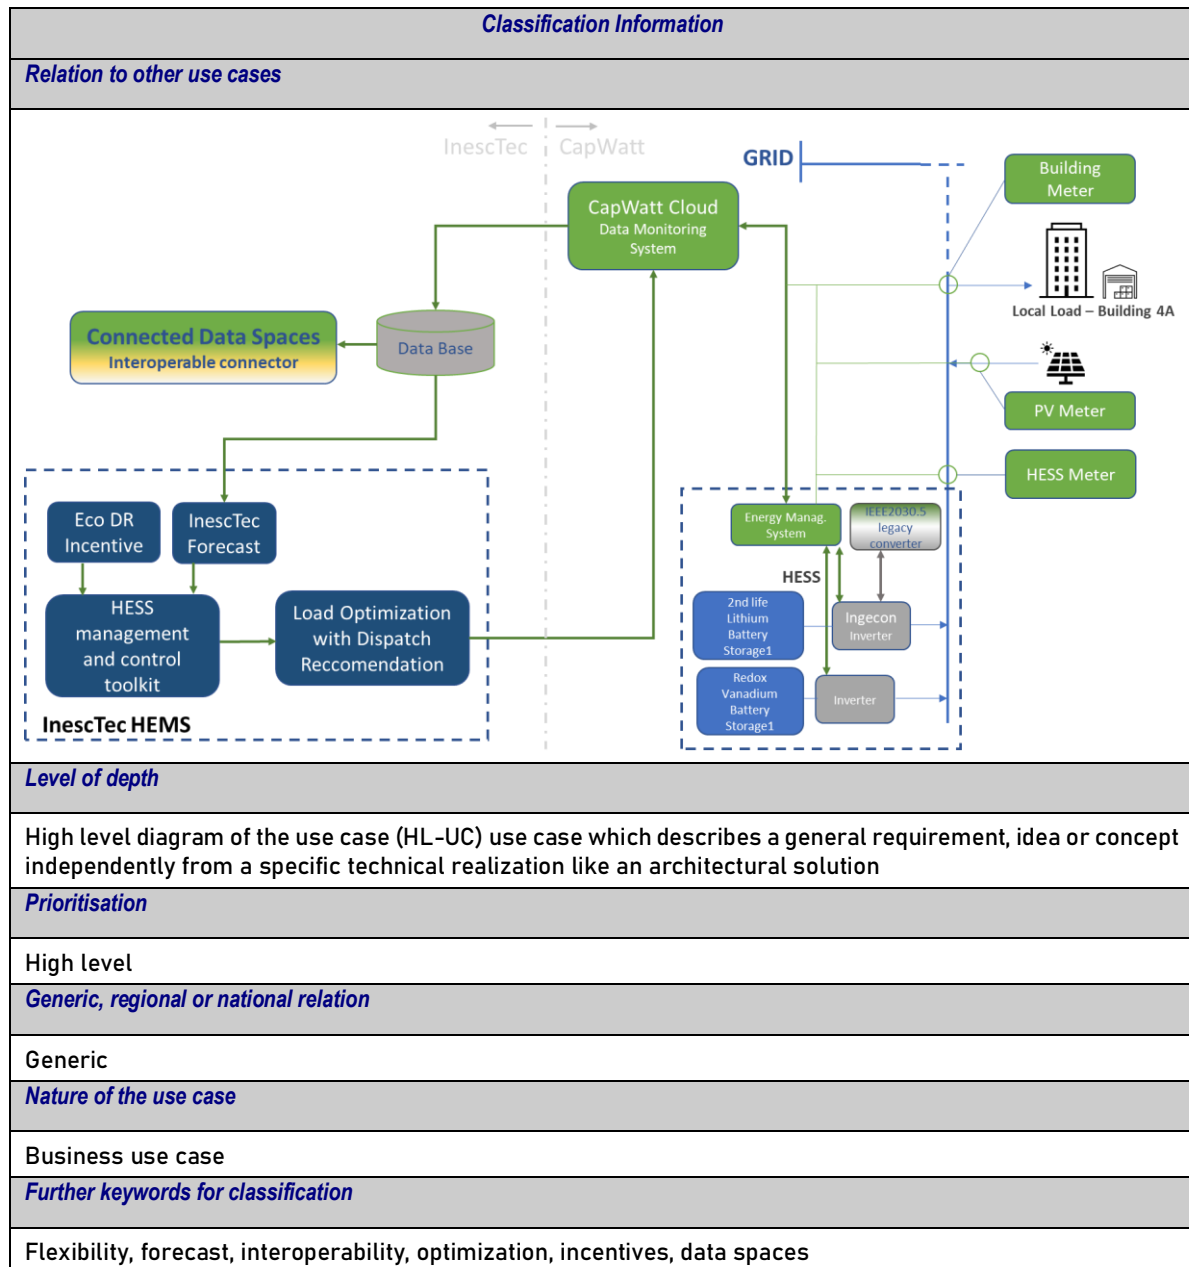 Classification Information
Relation to other use cases
InescTec
CapWatt
GRID
Building
Meter
CapWatt Cloud
Data Monitoring
System
Local Load – Building 4A
Connected Data Spaces
Interoperable connector
Data Base
PV Meter
HESS Meter
Eco DR
Incentive
InescTec
Forecast
Energy Manag.
System
IEEE2030.5
legacy
converter
HESS
HESS
management
and control
toolkit
Load Optimization
with Dispatch
Reccomendation
2nd life
Lithium
Battery
Storage1
Ingecon
Inverter
Redox
Vanadium
Battery
Storage1
Inverter
InescTec HEMS
Level of depth
High level diagram of the use case (HL-UC) use case which describes a general requirement, idea or concept
independently from a specific technical realization like an architectural solution
Prioritisation
High level
Generic, regional or national relation
Generic
Nature of the use case
Business use case
Further keywords for classification
Flexibility, forecast, interoperability, optimization, incentives, data spaces